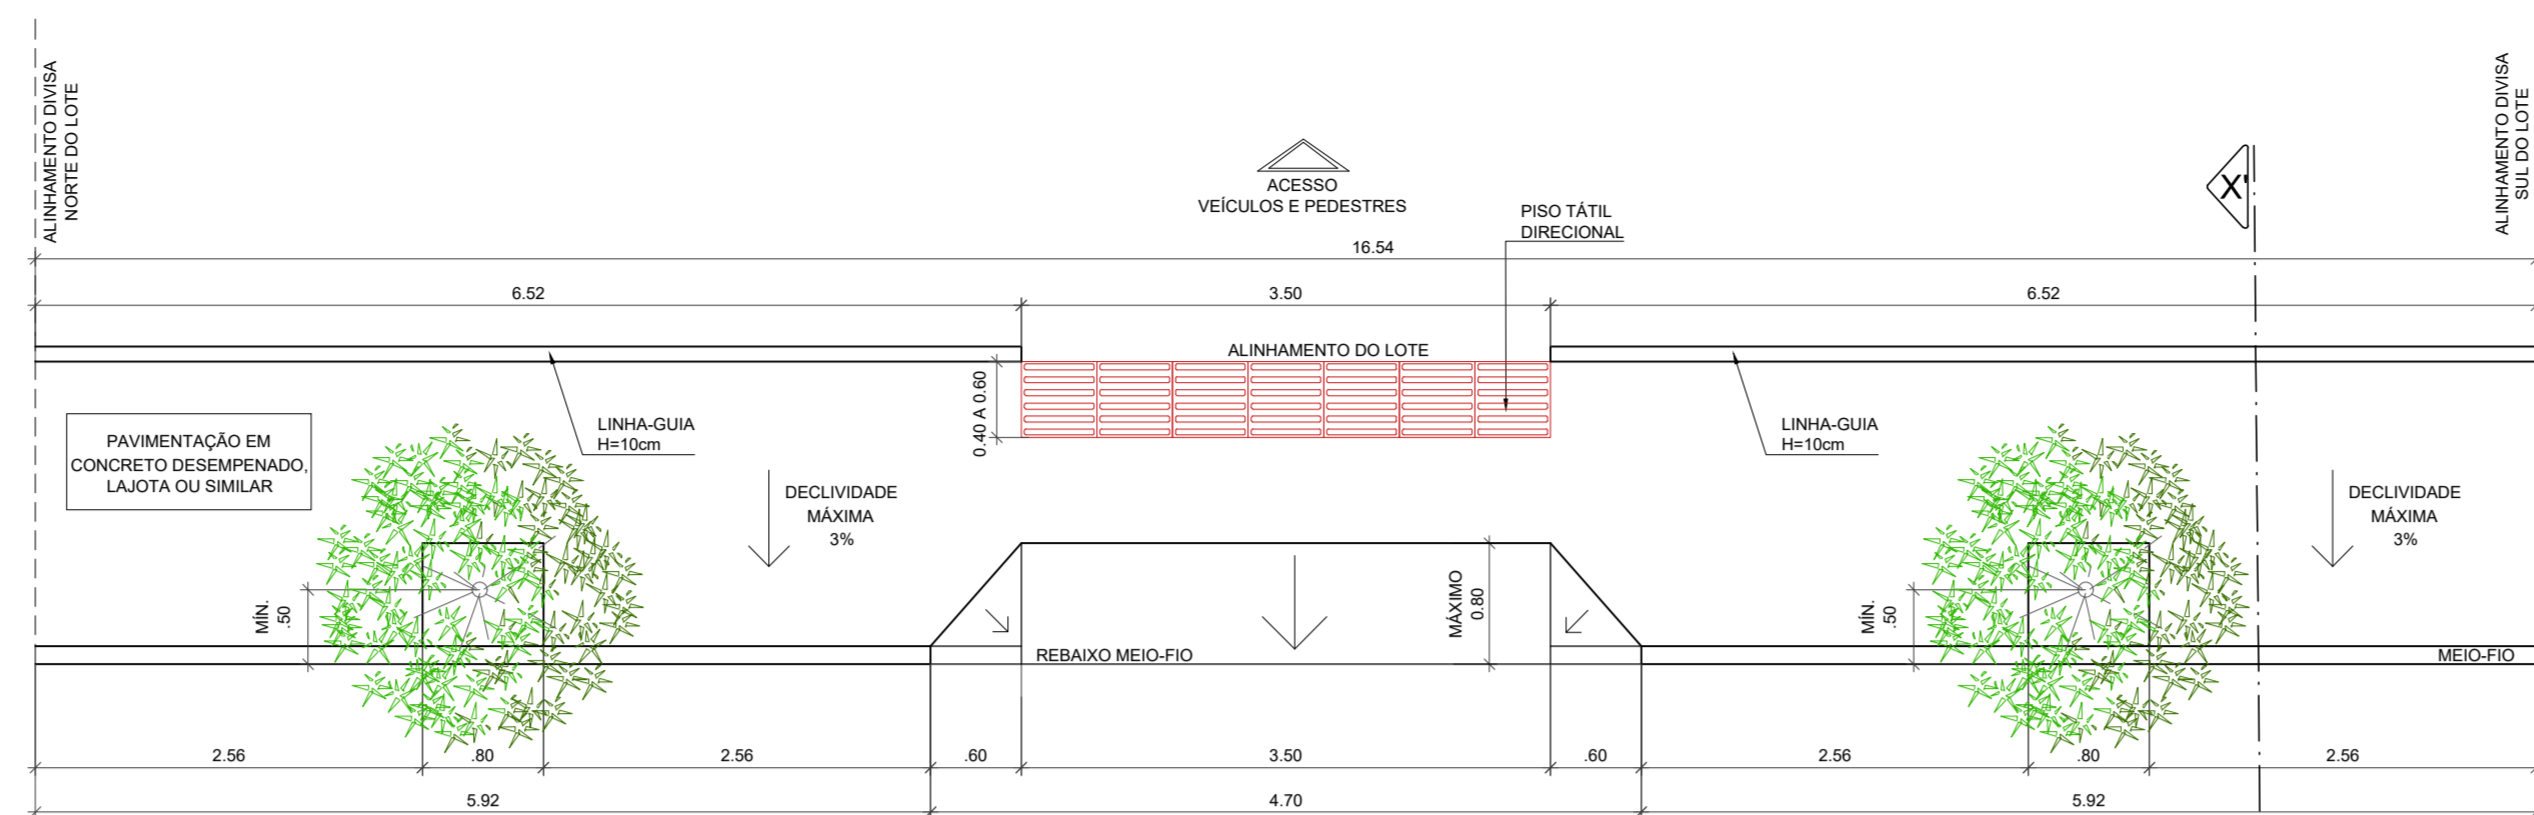 ALINHAMENTO DIVISA
NORTE DO LOTE
ALINHAMENTO DIVISA
SUL DO LOTE
X'
ACESSO
VEÍCULOS E PEDESTRES
PISO TÁTIL
DIRECIONAL
16.54
6.52
3.50
6.52
ALINHAMENTO DO LOTE
0.40 A 0.60
LINHA-GUIA
H=10cm
LINHA-GUIA
H=10cm
PAVIMENTAÇÃO EM
CONCRETO DESEMPENADO,
LAJOTA OU SIMILAR
DECLIVIDADE
MÁXIMA
3%
DECLIVIDADE
MÁXIMA
3%
MÍN.
.50
MÁXIMO
0.80
MÍN.
.50
REBAIXO MEIO-FIO
MEIO-FIO
2.56
.80
2.56
.60
3.50
.60
2.56
.80
2.56
5.92
4.70
5.92